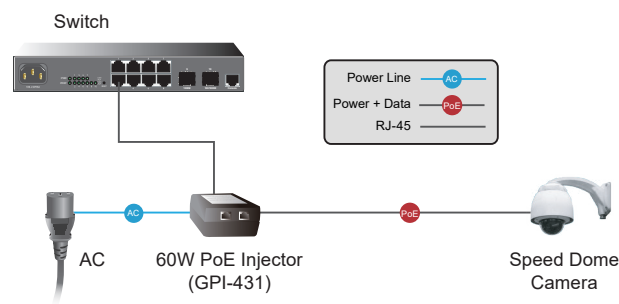 Switch
Power Line
AC
Power + Data
PoE
RJ-45
AC
PoE
AC
60W PoE Injector
(GPI-431)
Speed Dome
Camera